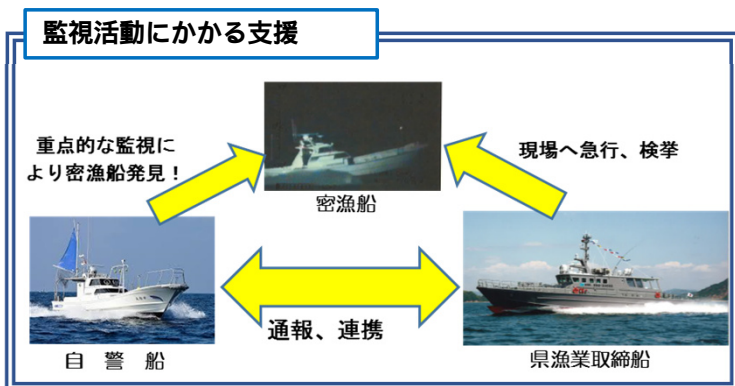 監視活動にかかる支援
重点的な監視に
より密漁船発見！
現場へ急行、検挙
密漁船
通報、連携
自 警 船
県漁業取締船